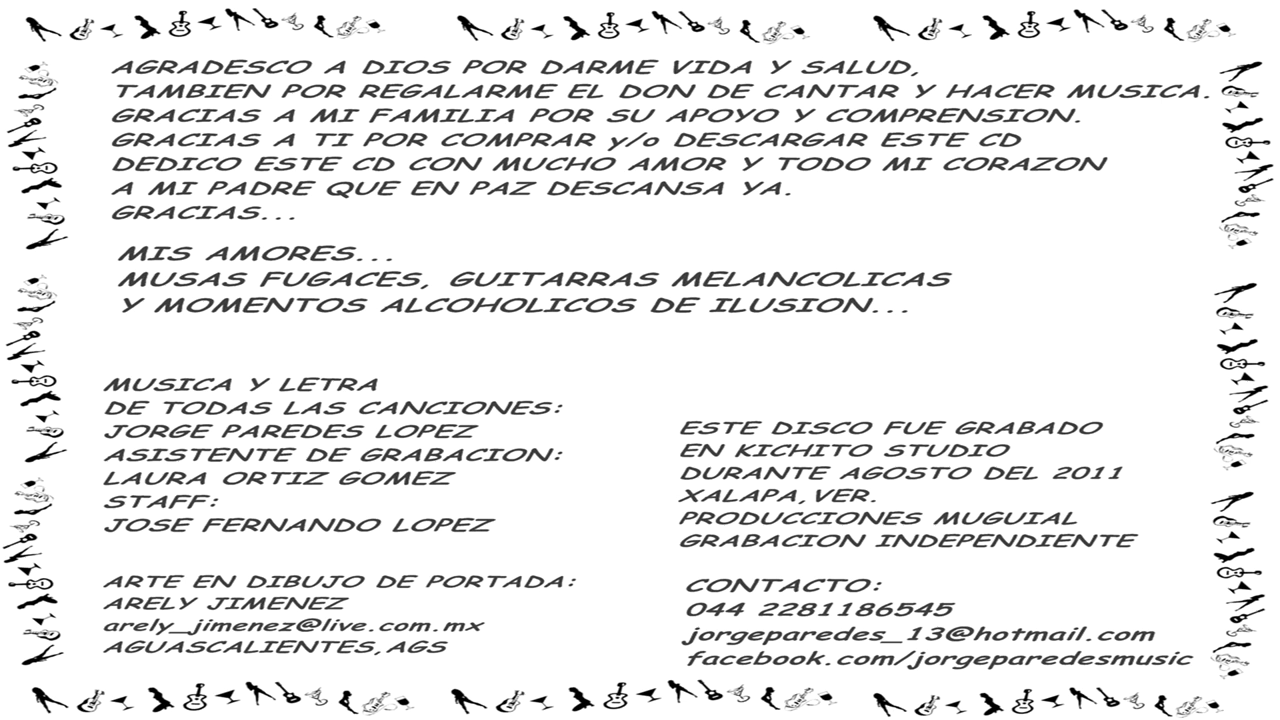 AGRADESCO A DIOS POR DARME VIDA Y SALUD,
TAMBIEN POR REGALARME EL DON DE CANTAR Y HACER MUSICA.
GRACIAS A MI FAMILIA POR SU APOYO Y COMPRENSION.
GRACIAS A TI POR COMPRAR y/o DESCARGAR ESTE CD
DEDICO ESTE CD CON MUCHO AMOR Y TODO MI CORAZON
A MI PADRE QUE EN PAZ DESCANSA YA.
GRACIAS...
MIS AMORES...
MUSAS FUGACES, GUITARRAS MELANCOLICAS
Y MOMENTOS ALCOHOLICOS DE ILUSION...
MUSICA Y LETRA
DE TODAS LAS CANCIONES:
JORGE PAREDES LOPEZ
ASISTENTE DE GRABACION:
LAURA ORTIZ GOMEZ
STAFF:
JOSE FERNANDO LOPEZ
ARTE EN DIBUJO DE PORTADA:
ARELY JIMENEZ
arely_jimenez@live.com.mx
AGUASCALIENTES,AGS
ESTE DISCO FUE GRABADO
EN KICHITO STUDIO
DURANTE AGOSTO DEL 2011
XALAPA,VER.
PRODUCCIONES MUGUIAL
GRABACION INDEPENDIENTE
CONTACTO:
044 2281186545
jorgeparedes_13@hotmail.com
facebook.com/jorgeparedesmusic